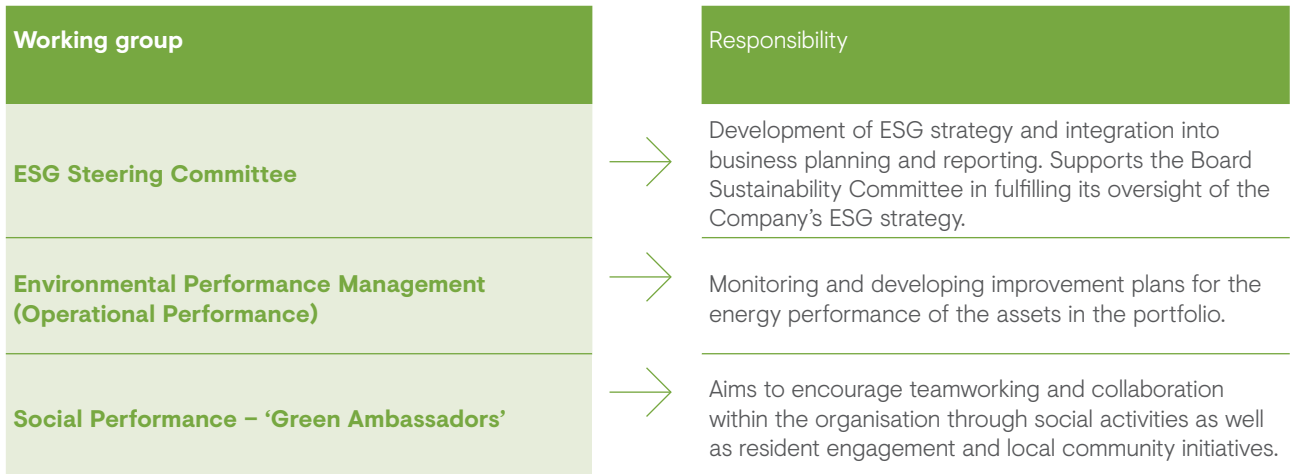 Working group
Responsibility
ESG Steering Committee
Development of ESG strategy and integration into
business planning and reporting. Supports the Board
Sustainability Committee in fulfilling its oversight of the
Company’s ESG strategy.
Environmental Performance Management
(Operational Performance)
Monitoring and developing improvement plans for the
energy performance of the assets in the portfolio.
Social Performance – ‘Green Ambassadors’
Aims to encourage teamworking and collaboration
within the organisation through social activities as well
as resident engagement and local community initiatives.